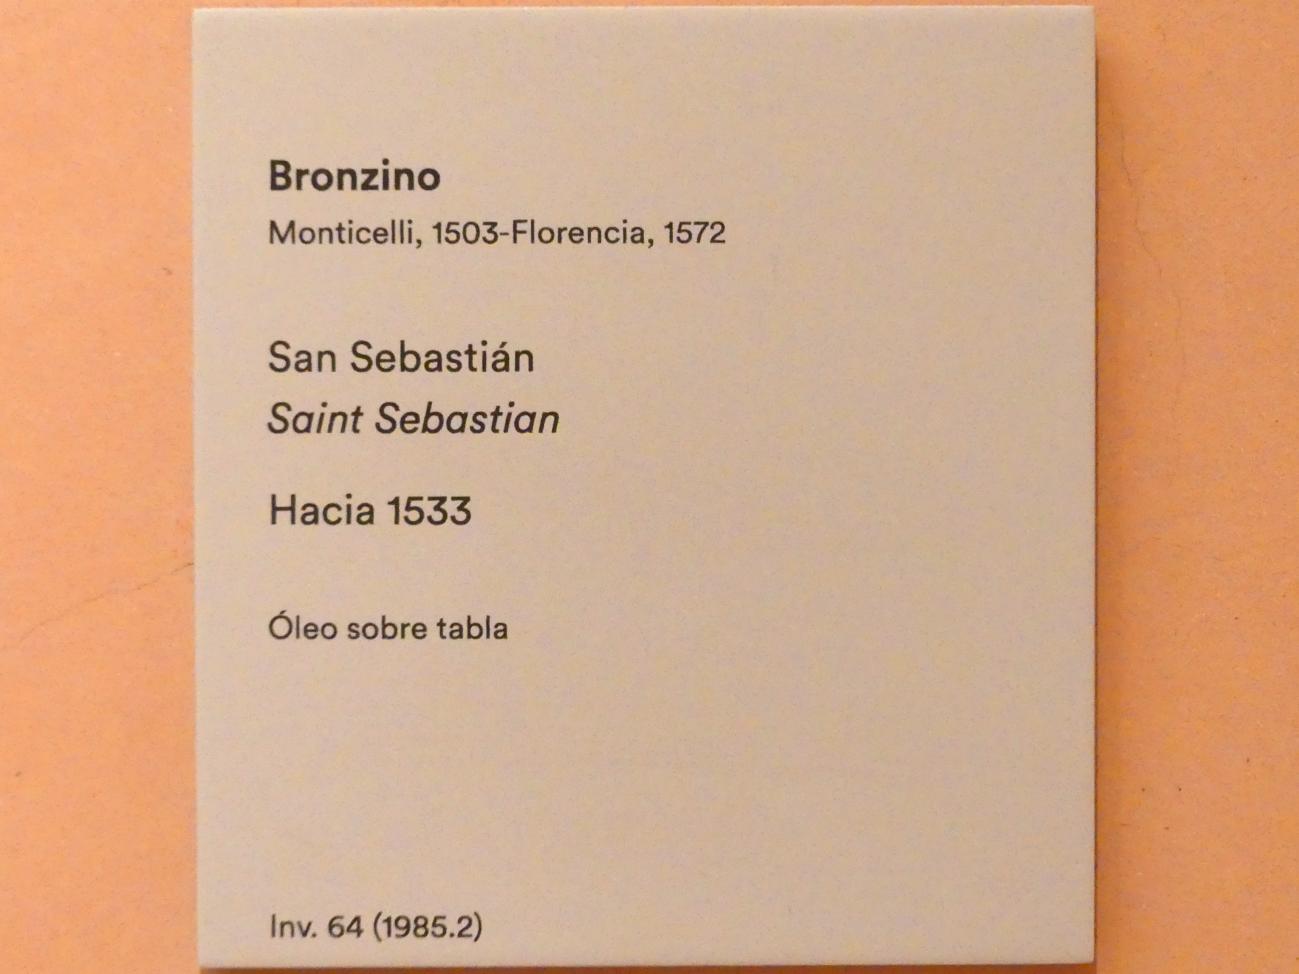 Bronzino
Monticelli, 1503-Florencia, 1572
San Sebastián
Saint Sebastian
Hacia 1533
Óleo sobre tabla
Inv. 64 (1985.2)